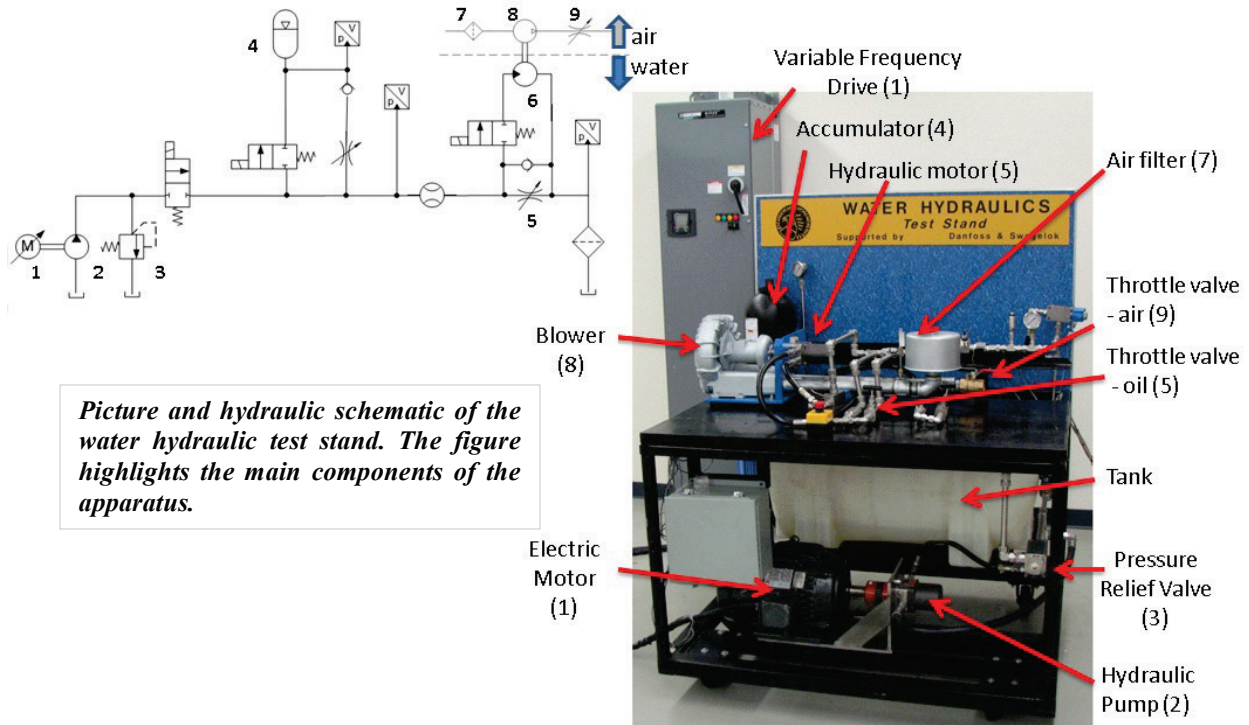 7
8
9
air
water
4
V
p
V
p
6
V
p
5
M
1
2
3
Variable Frequency
Drive (1)
Accumulator (4)
Hydraulic motor (5)
Air filter (7)
WATER HYDRAULICS
Test Stand
Supported by Danfoss & Swagelok
Throttle valve
- air (9)
Throttle valve
- oil (5)
Blower
(8)
Tank
Picture and hydraulic schematic of the
water hydraulic test stand. The figure
highlights the main components of the
apparatus.
Electric
Motor
(1)
Pressure
Relief Valve
(3)
Hydraulic
Pump (2)